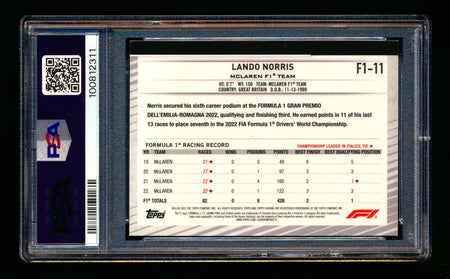 PSA
100812311
LANDO NORRIS
McLAREN F1® TEAM
F1-11
HT: 5'7" WT: 150 TEAM: McLAREN F1® TEAM
COUNTRY: GREAT BRITAIN D.O.B.: 11-13-1999
Norris secured his sixth career podium at the FORMULA 1 GRAN PREMIO
DELL'EMILIA-ROMAGNA 2022, qualifying and finishing third. He earned points in 11 of his last
13 races to place seventh in the 2022 FIA Formula 1® Drivers' World Championship.
FORMULA 1® RACING RECORD CHAMPIONSHIP LEADER IN ITALICS, TIE ◆
YR TEAM RACES WINS PODIUMS POINTS BEST FINISH BEST QUALI
19 McLAREN 21◆ 0 0 49 6 5
20 McLAREN 17◆ 0 1 97 3 3
21 McLAREN 22◆ 0 4 160 2 1◆
22 McLAREN 22◆ 0 1 122 3 3
F1® TOTALS 82 0 6 428 2 1
Topps
F1